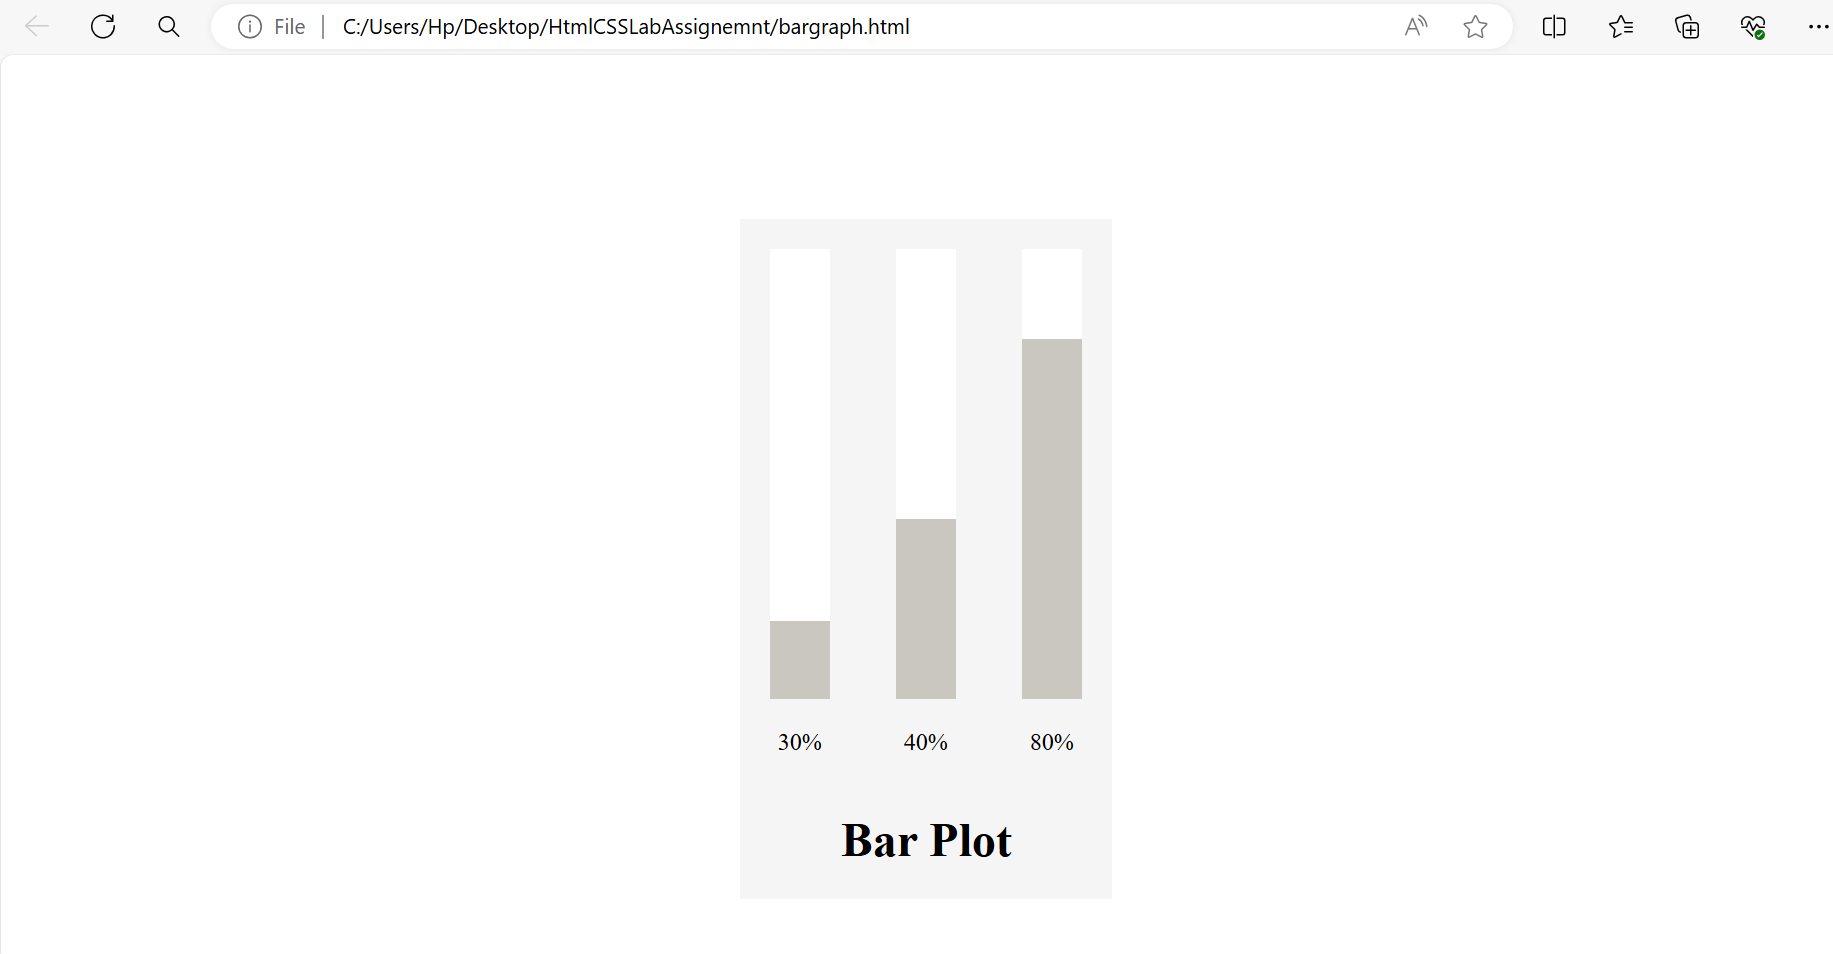 File C:/Users/Hp/Desktop/HtmlCSSLabAssignemnt/bargraph.html
30% 40% 80%
Bar Plot